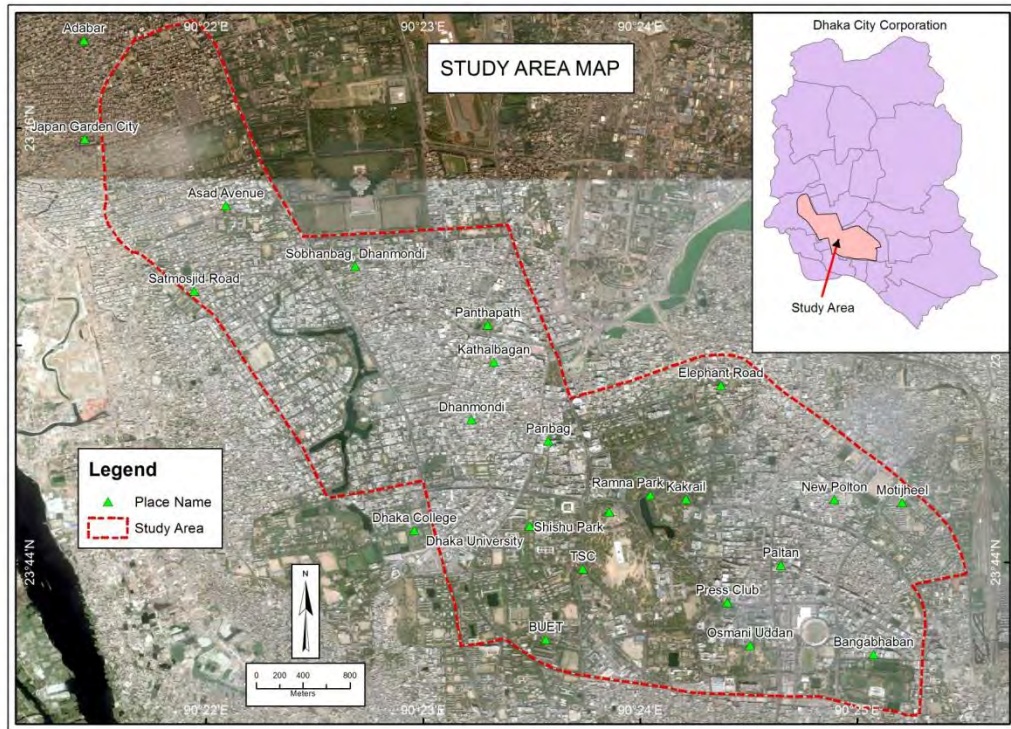 90°22'E
90°23'E
90°24'E
Dhaka City Corporation
Adabar
STUDY AREA MAP
23°46'N
Japan Garden City
Asad Avenue
Sobhanbag, Dhanmondi
Satmosjid Road
Study Area
Panthapath
Kathalbagan
Elephant Road
Dhanmondi
Paribag
Legend
Place Name
Study Area
Ramna Park
Kakrail
New Polton
Motijheel
Dhaka College
Dhaka University
Shishu Park
TSC
Paltan
23°44'N
23°44'N
N
Press Club
BUET
Osmani Uddan
Bangabhaban
0 200 400 800
Meters
90°22'E
90°23'E
90°24'E
90°25'E